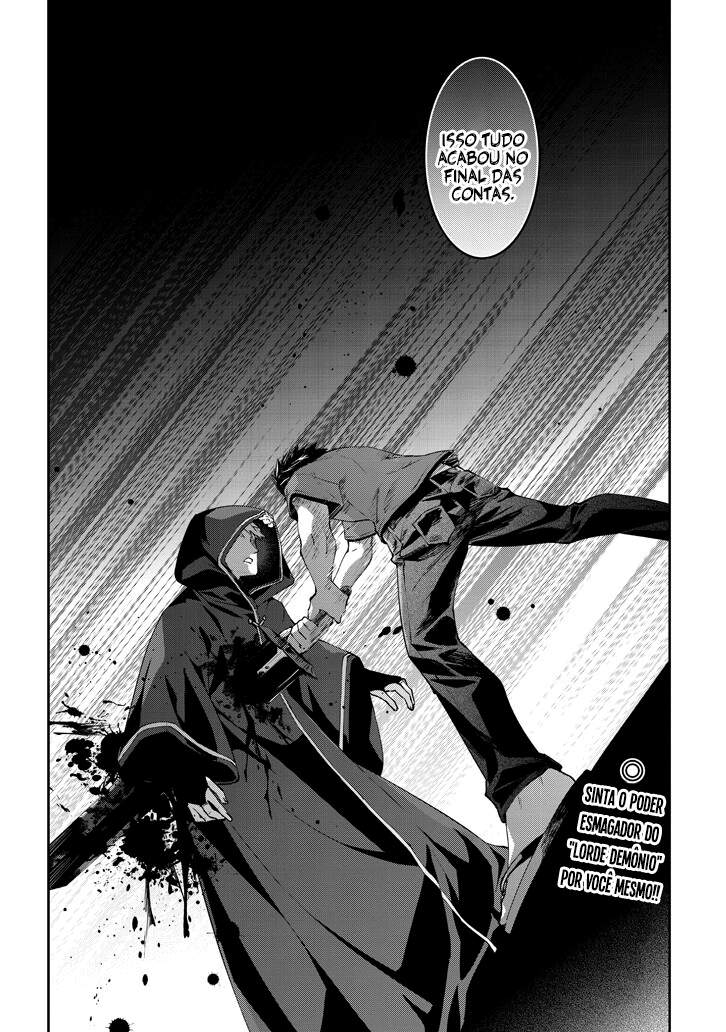 ISSO TUDO
ACABOU NO
FINAL DAS
CONTAS.
SINTA O PODER
ESMAGADOR DO
"LORDE DEMÔNIO"
POR VOCÊ MESMO!!